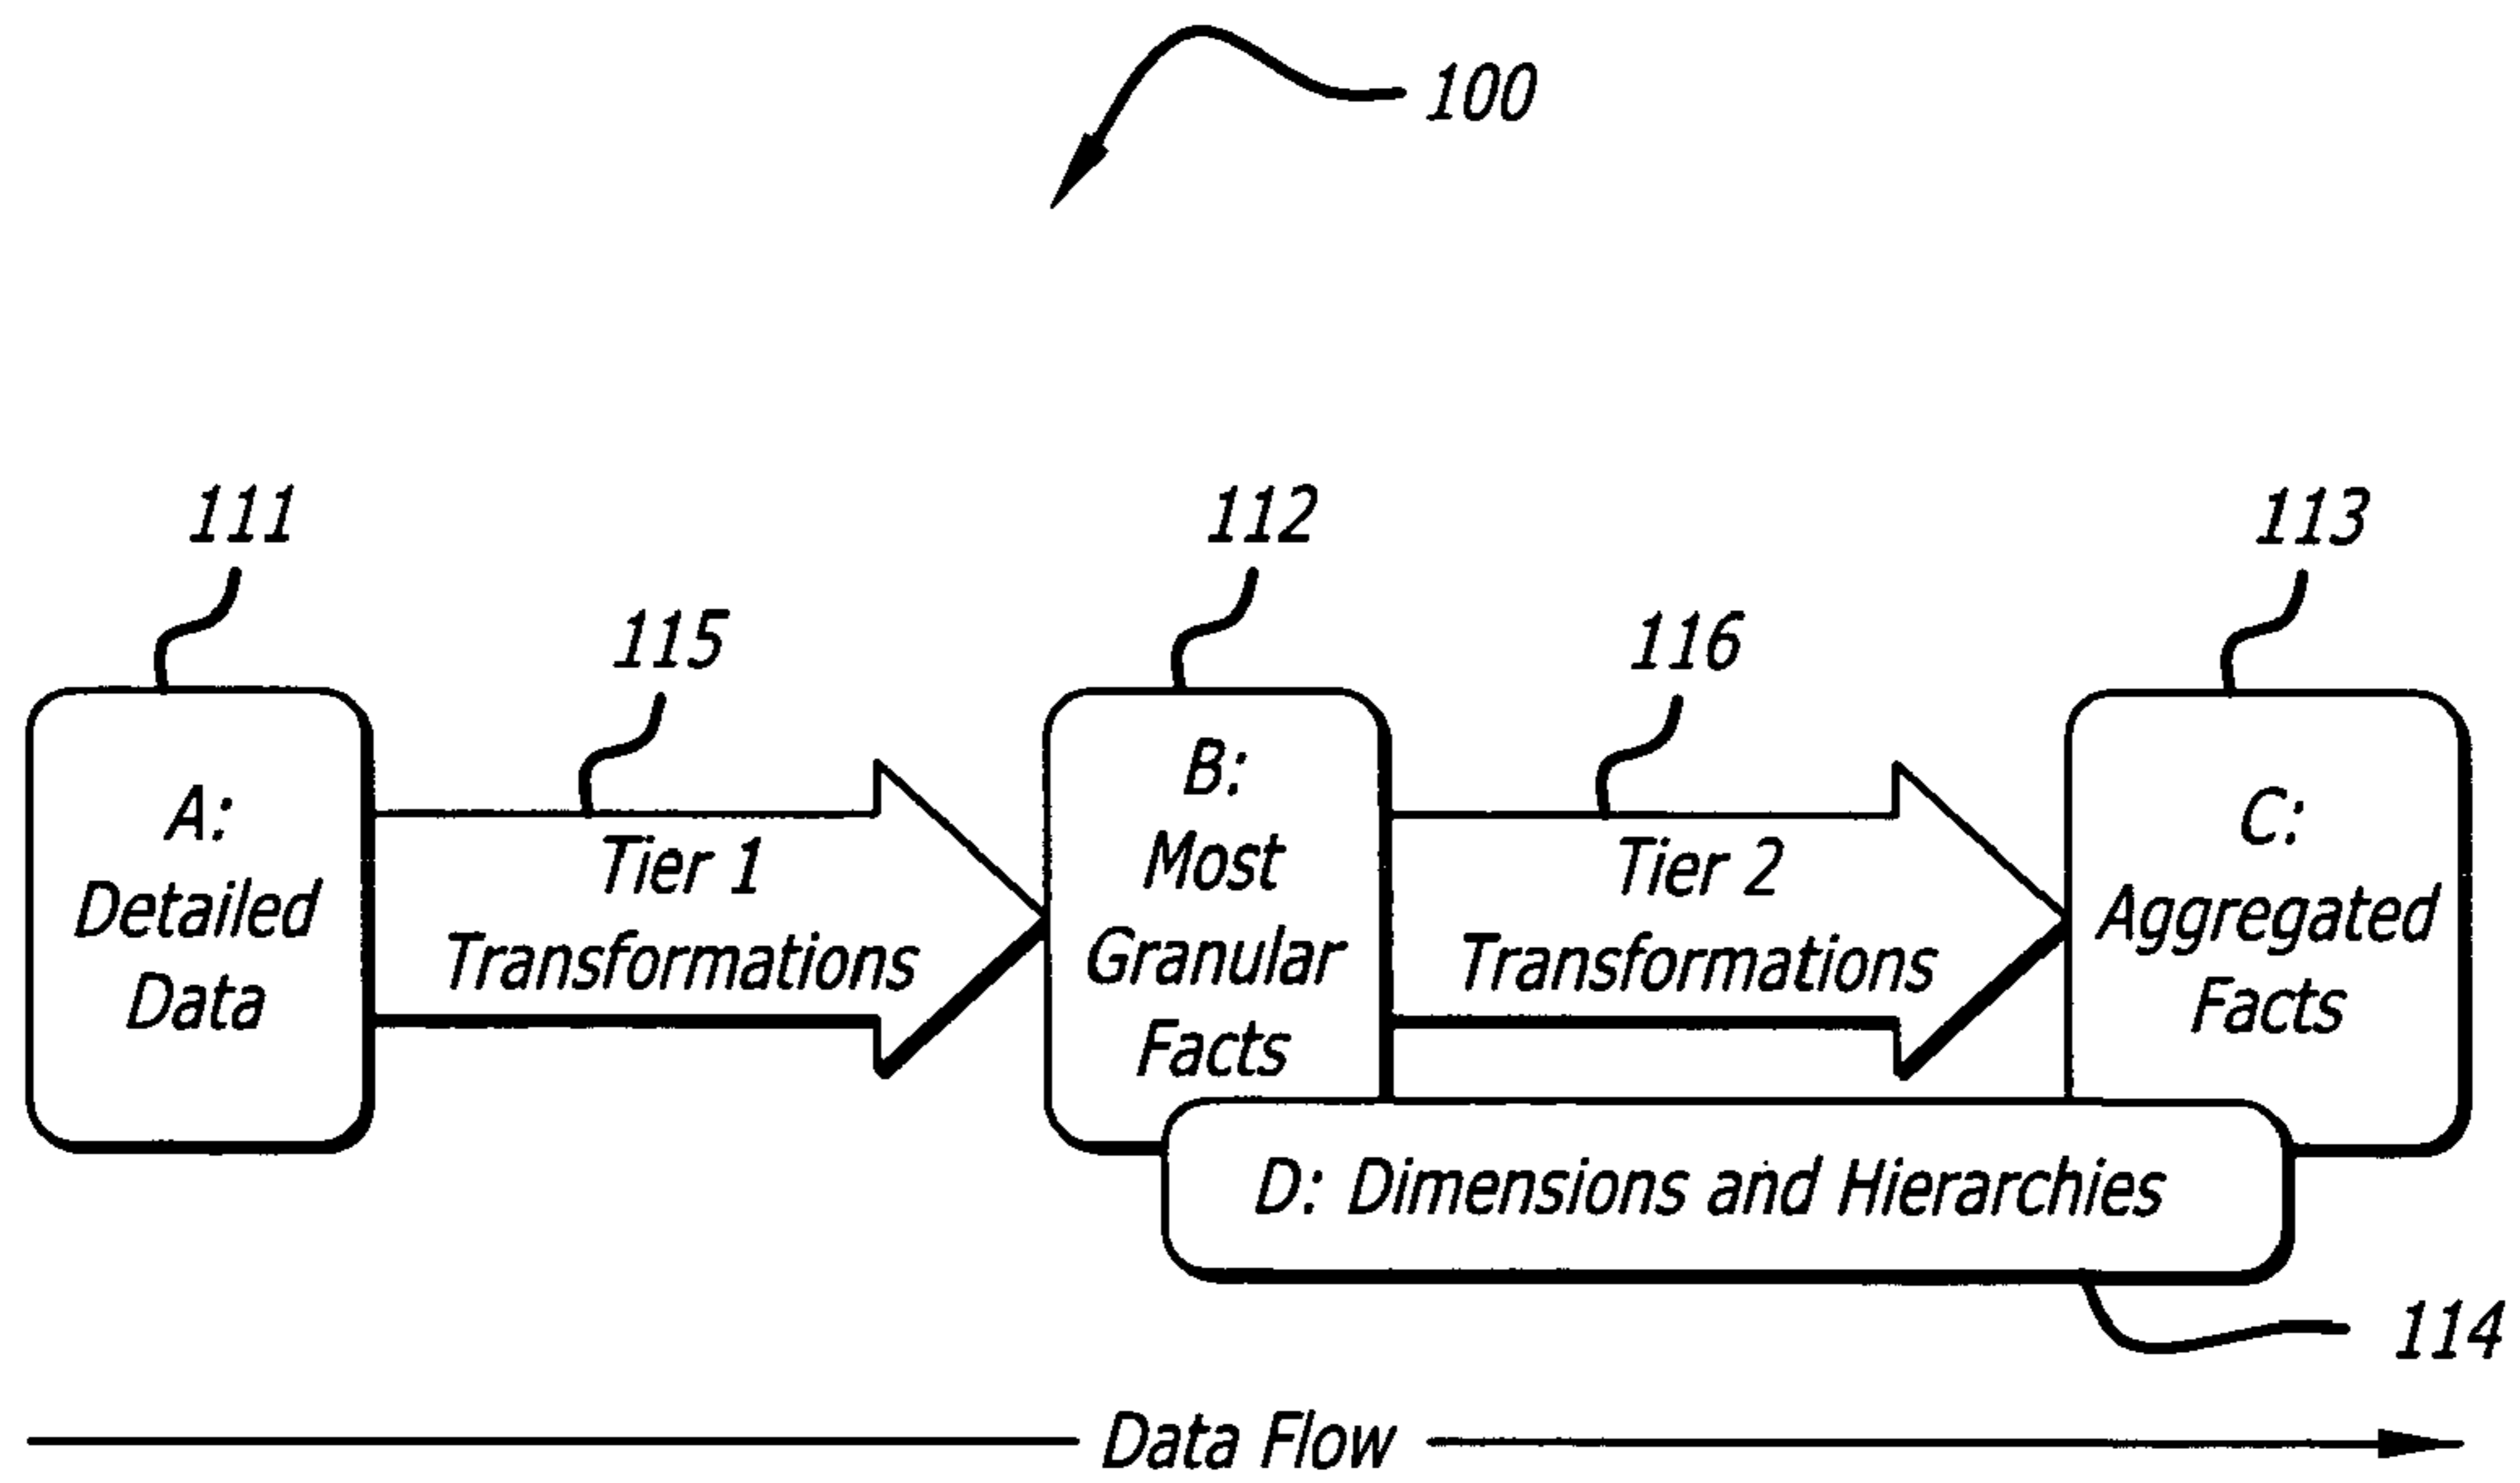 100
111
112
113
115
116
A:
Detailed
Data
Tier 1
Transformations
B:
Most
Granular
Facts
Tier 2
Transformations
C:
Aggregated
Facts
D: Dimensions and Hierarchies
114
Data Flow